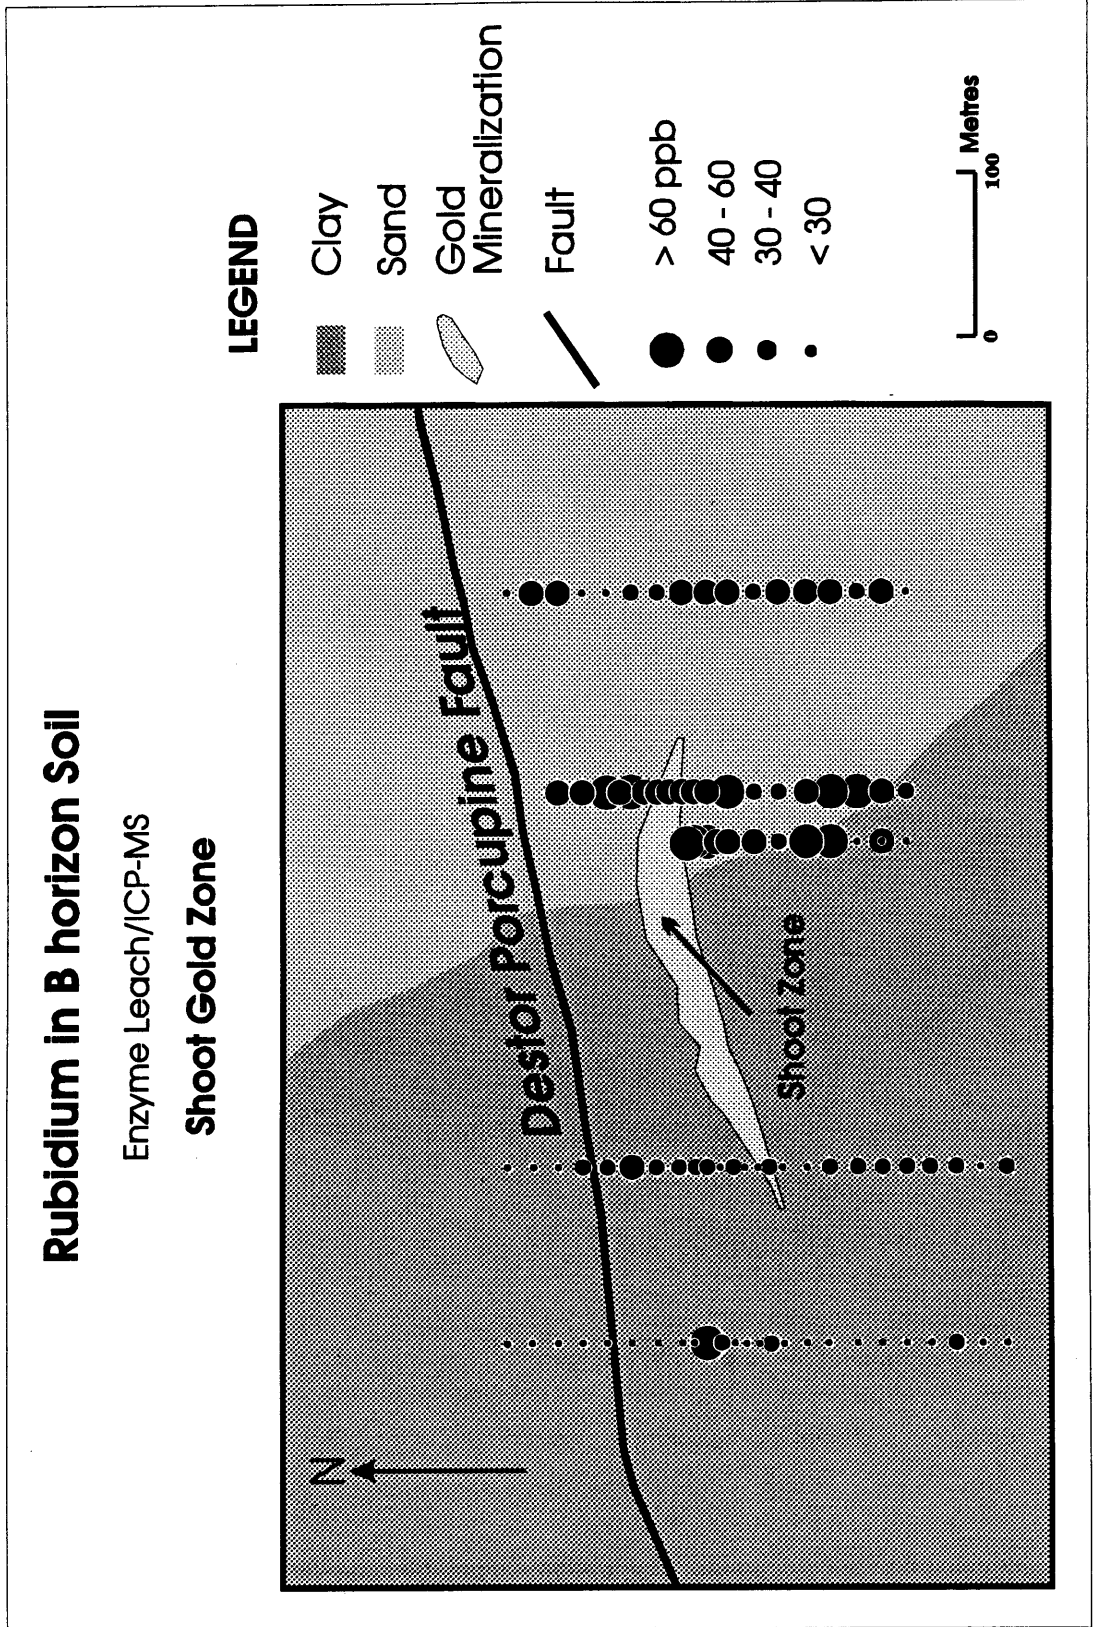 Rubidium in B horizon Soil
Enzyme Leach/ICP-MS
Shoot Gold Zone
N
Destor Porcupine Fault
Shoot Zone
LEGEND
Clay
Sand
Gold
Mineralization
Fault
> 60 ppb
40 - 60
30 - 40
< 30
0 100 Metres